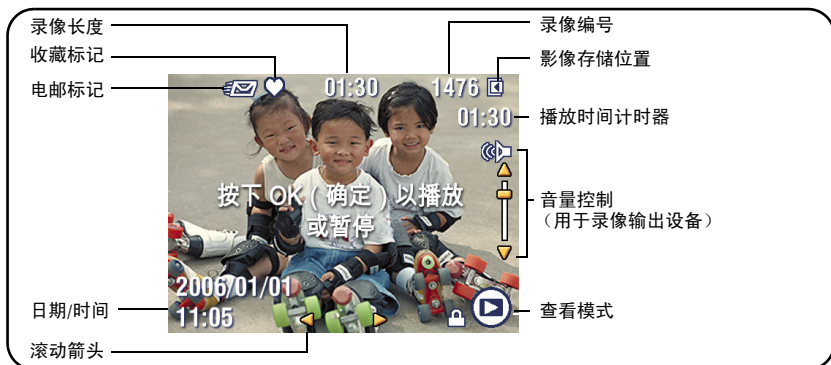 录像长度
收藏标记
电邮标记
录像编号
影像存储位置
01:30
1476
01:30
播放时间计时器
按下 OK（确定）以播放
或暂停
音量控制
（用于录像输出设备）
2006/01/01
11:05
日期/时间
滚动箭头
查看模式